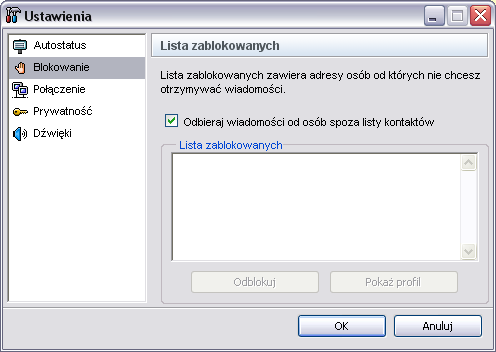 Ustawienia
Autostatus
Blokowanie
Połączenie
Prywatność
Dźwięki
Lista zablokowanych
Lista zablokowanych zawiera adresy osób od których nie chcesz
otrzymywać wiadomości.
Odbieraj wiadomości od osób spoza listy kontaktów
Lista zablokowanych
Odblokuj
Pokaż profil
OK
Anuluj